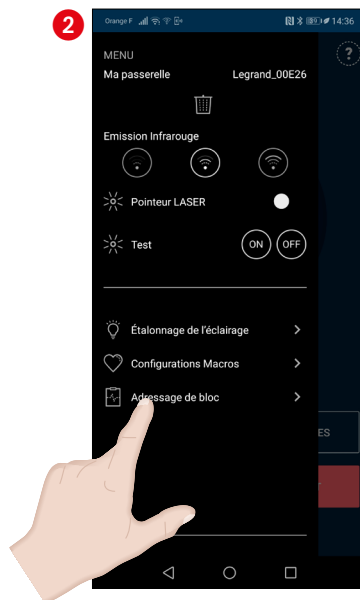 2
Orange F 14:36
MENU
Ma passerelle Legrand_00E26
Emission Infrarouge
Pointeur LASER
Test ON OFF
Étalonnage de l'éclairage
Configurations Macros
Adressage de bloc
ES